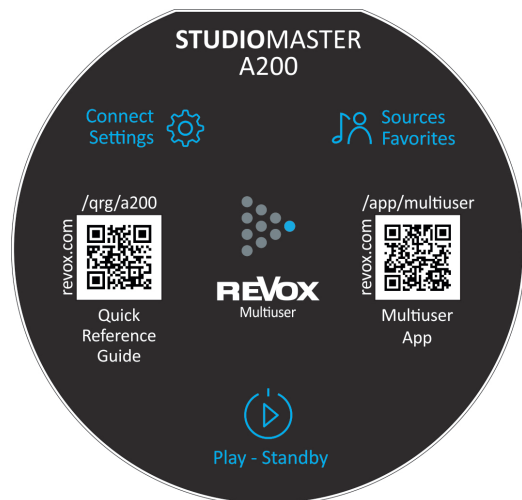 STUDIOMASTER
A200
Connect
Settings
Sources
Favorites
/qrg/a200
revox.com
Quick
Reference
Guide
REVOX
Multiuser
/app/multiuser
revox.com
Multiuser
App
Play - Standby